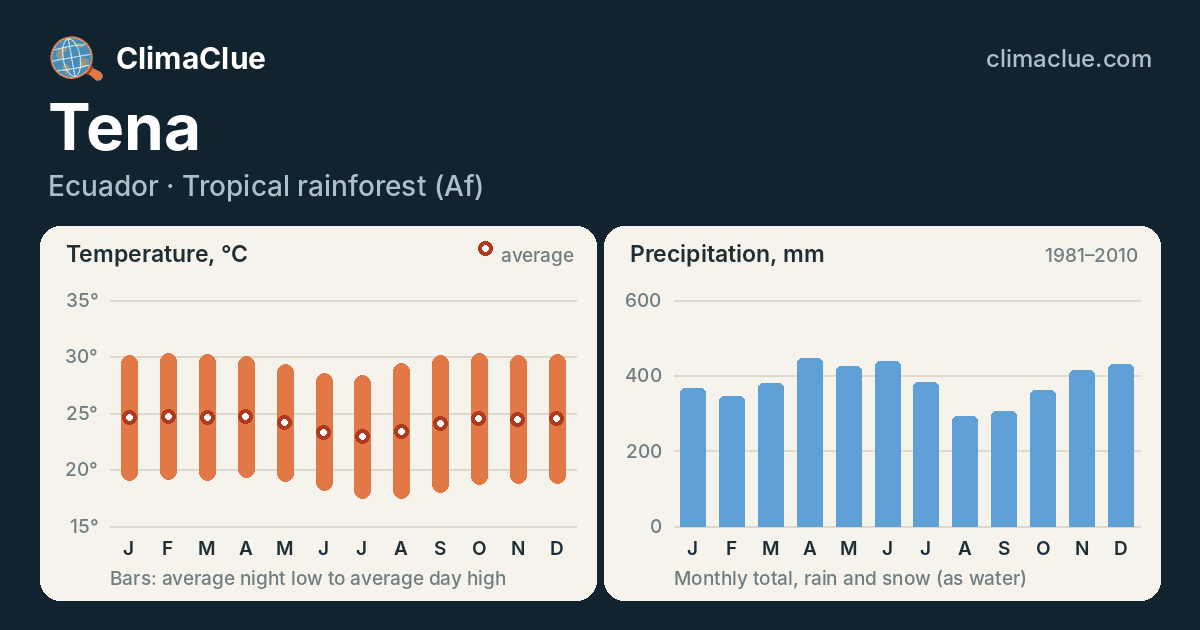 ClimaClue
climaclue.com
Tena
Ecuador · Tropical rainforest (Af)
Temperature, °C
average
35°
30°
25°
20°
15°
J F M A M J J A S O N D
Bars: average night low to average day high
Precipitation, mm
1981–2010
600
400
200
0
J F M A M J J A S O N D
Monthly total, rain and snow (as water)